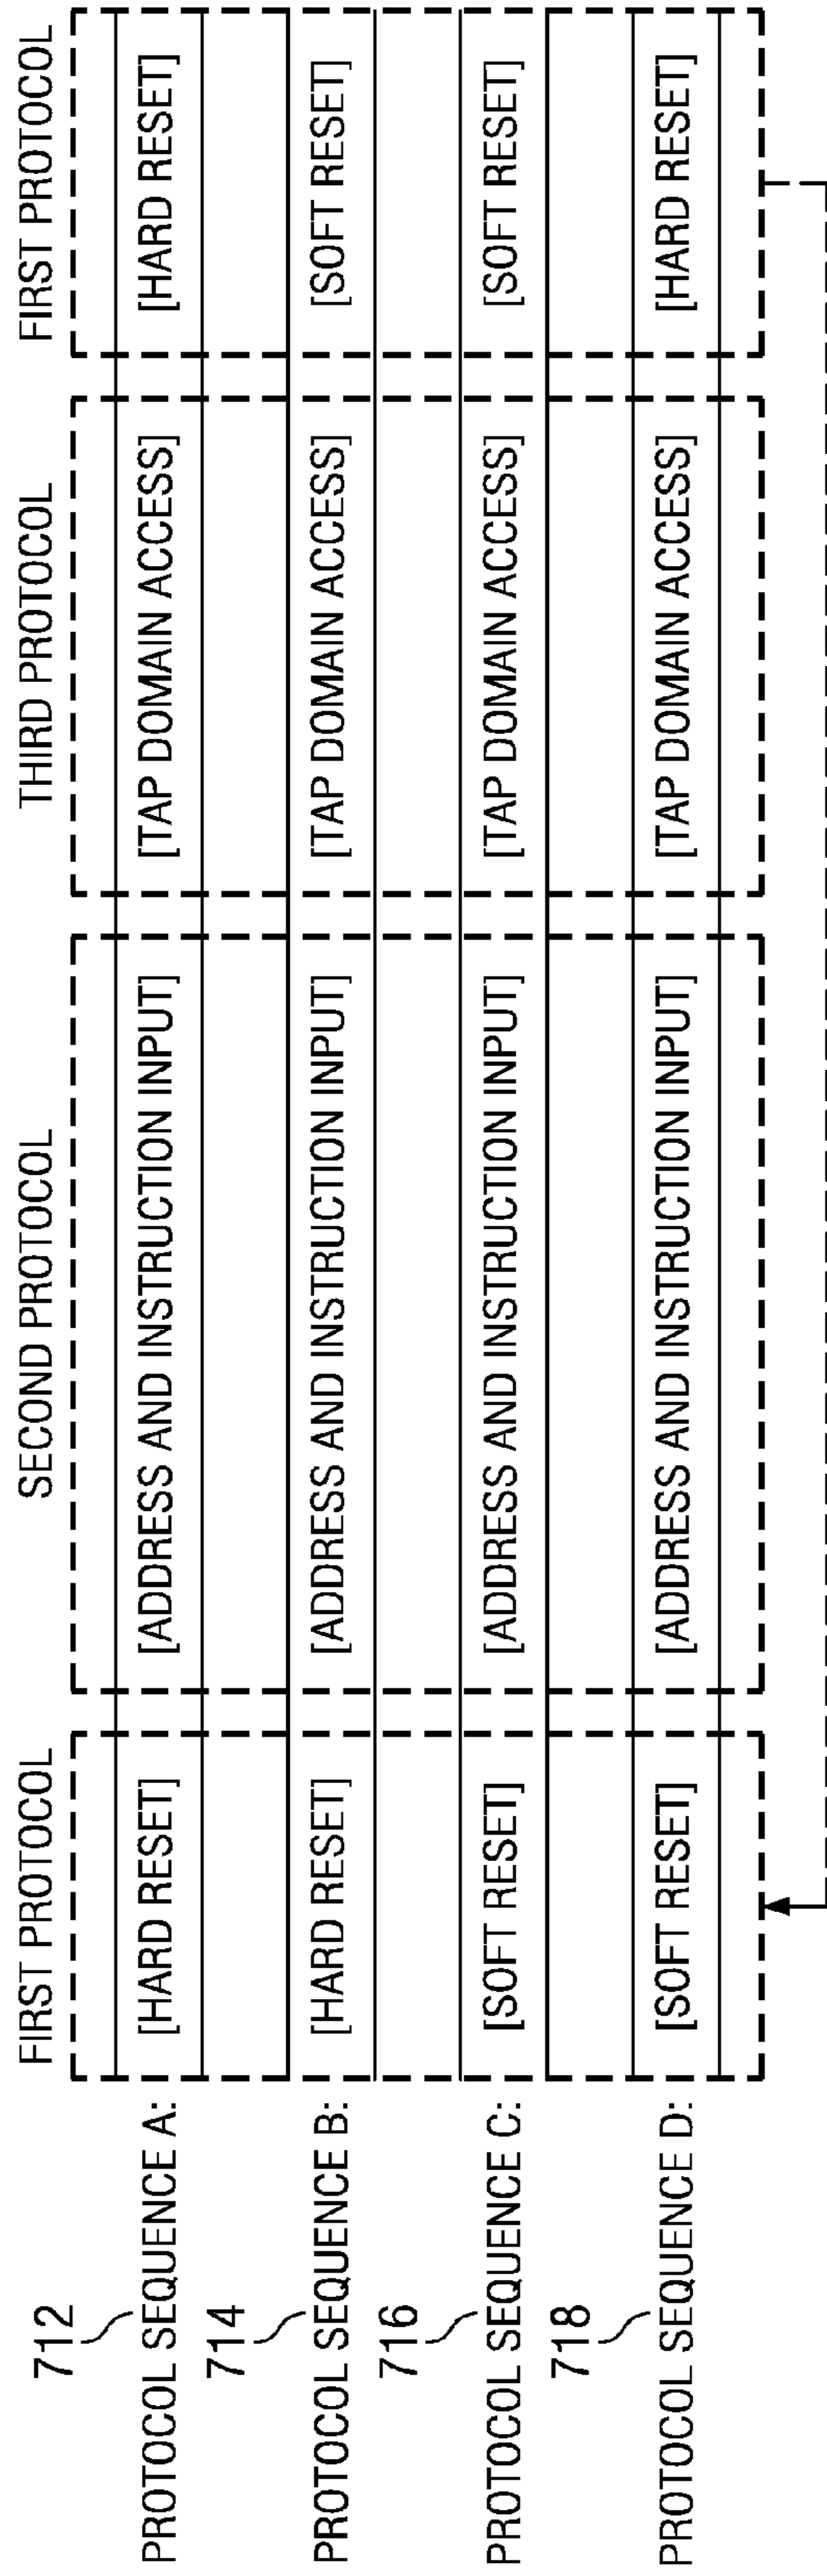 FIRST PROTOCOL SECOND PROTOCOL THIRD PROTOCOL FIRST PROTOCOL
712
PROTOCOL SEQUENCE A: [HARD RESET] [ADDRESS AND INSTRUCTION INPUT] [TAP DOMAIN ACCESS] [HARD RESET]
714
PROTOCOL SEQUENCE B: [HARD RESET] [ADDRESS AND INSTRUCTION INPUT] [TAP DOMAIN ACCESS] [SOFT RESET]
716
PROTOCOL SEQUENCE C: [SOFT RESET] [ADDRESS AND INSTRUCTION INPUT] [TAP DOMAIN ACCESS] [SOFT RESET]
718
PROTOCOL SEQUENCE D: [SOFT RESET] [ADDRESS AND INSTRUCTION INPUT] [TAP DOMAIN ACCESS] [HARD RESET]